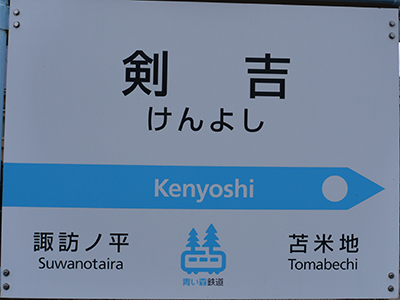 剣吉
けんよし
Kenyoshi
諏訪ノ平
Suwanotaira
苫米地
Tomabechi
青い森鉄道